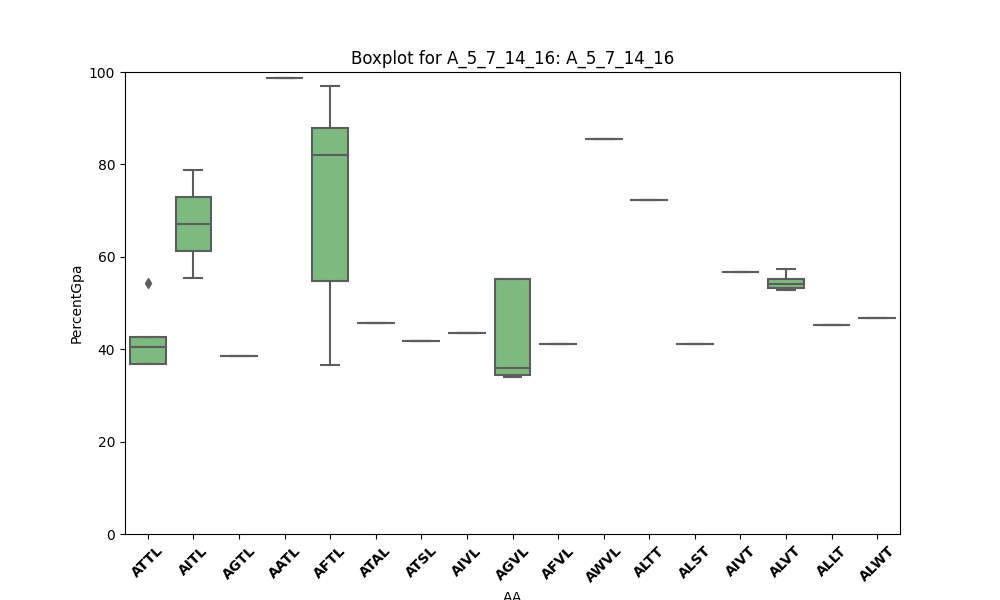 Boxplot for A_5_7_14_16: A_5_7_14_16
100
80
60
40
20
0
PercentGpa
ATTL AITL AGTL AATL AFTL ATAL ATSL AIVL AGVL AFVL AWVL ALTT ALST AIVT ALVT ALLT ALWT
AA